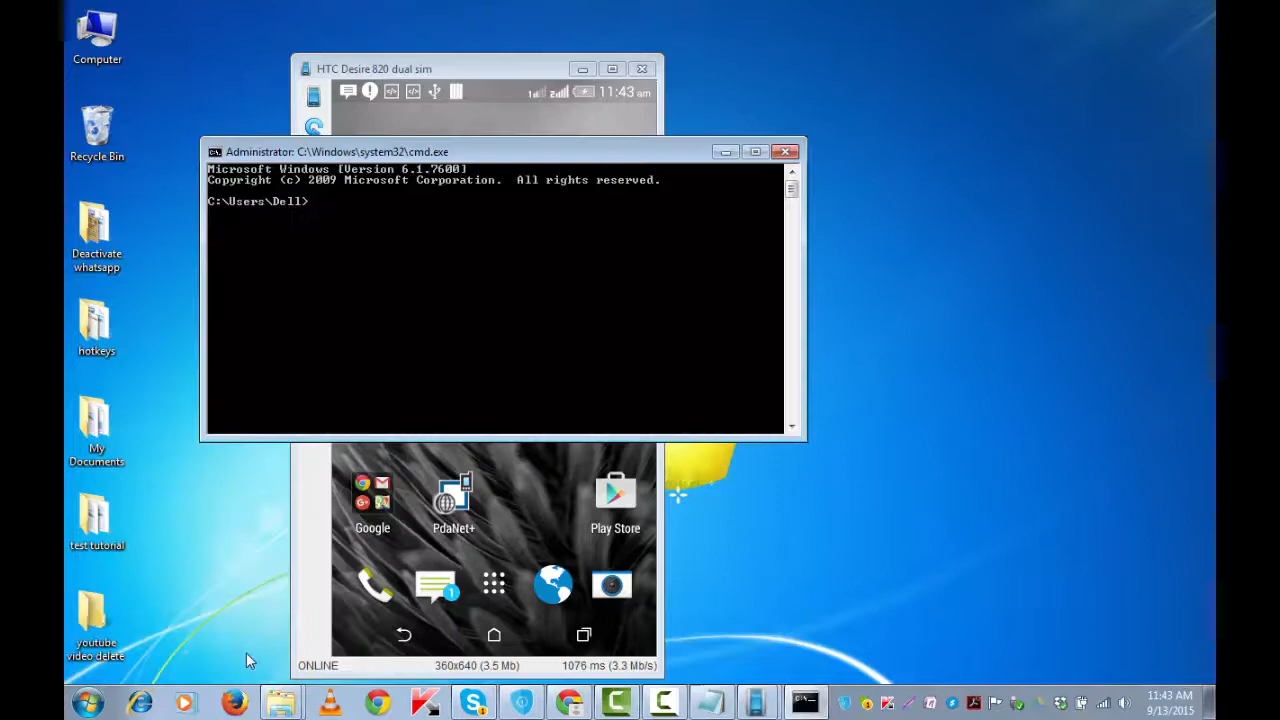 Computer
Recycle Bin
Deactivate
whatsapp
hotkeys
My
Documents
test tutorial
youtube
video delete
HTC Desire 820 dual sim
11:43 am
Administrator: C:\Windows\system32\cmd.exe
Microsoft Windows [Version 6.1.7600]
Copyright (c) 2009 Microsoft Corporation.  All rights reserved.
C:\Users\Dell>
Google
PdaNet+
Play Store
1
ONLINE
360x640 (3.5 Mb)
1076 ms (3.3 Mb/s)
11:43 AM
9/13/2015